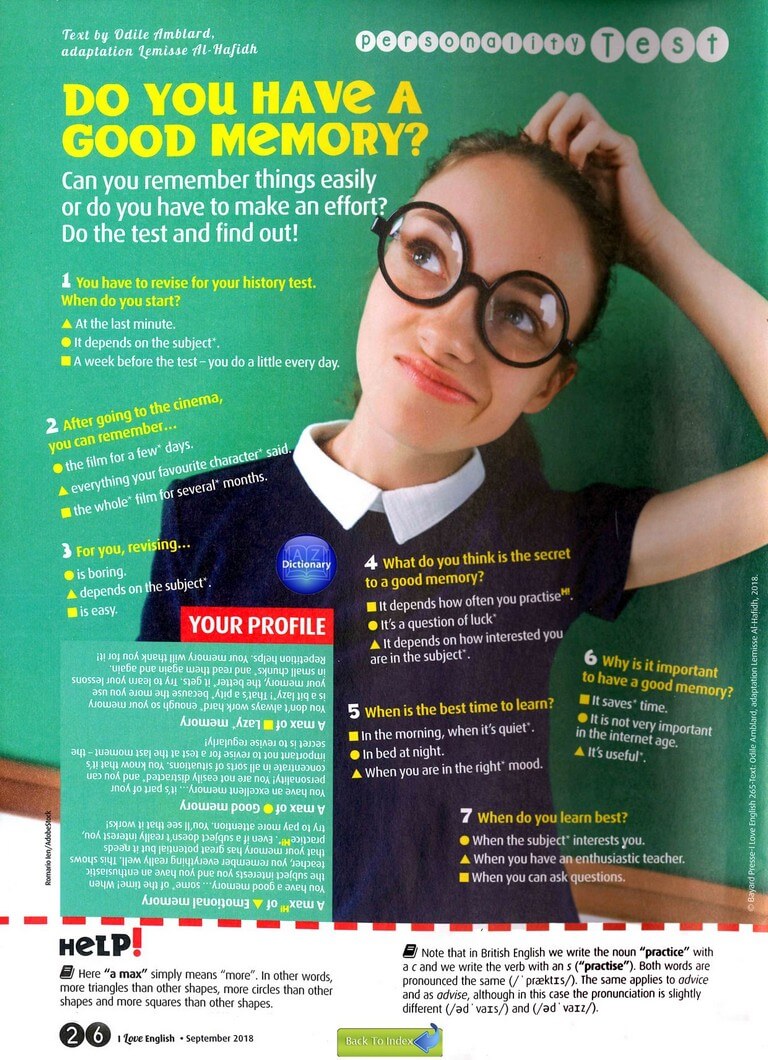 Text by Odile Amblard,
adaptation Lemisse Al-Hafidh
personality Test
DO YOU HAVE A
GOOD MEMORY?
Can you remember things easily
or do you have to make an effort?
Do the test and find out!
1 You have to revise for your history test.
When do you start?
▲ At the last minute.
● It depends on the subject*.
■ A week before the test – you do a little every day.
2 After going to the cinema,
you can remember...
● the film for a few* days.
▲ everything your favourite character* said.
■ the whole* film for several* months.
3 For you, revising...
● is boring.
▲ depends on the subject*.
■ is easy.
A Z
Dictionary
4 What do you think is the secret
to a good memory?
■ It depends how often you practise HI.
● It's a question of luck*
▲ It depends on how interested you
are in the subject*.
5 When is the best time to learn?
■ In the morning, when it's quiet*.
● In bed at night.
▲ When you are in the right* mood.
6 Why is it important
to have a good memory?
■ It saves* time.
● It is not very important
in the internet age.
▲ It's useful*.
7 When do you learn best?
● When the subject* interests you.
▲ When you have an enthusiastic teacher.
■ When you can ask questions.
YOUR PROFILE
A max HI of ▲ Emotional memory
You have a good memory... some* of the time! When
the subject interests you and you have an enthusiastic
teacher, you remember everything really well. This shows
that your memory has great potential but it needs
practice HI. Even if a subject doesn't really interest you,
try to pay more attention. You'll see that it works!
A max of ● Good memory
You have an excellent memory... it's part of your
personality! You are not easily distracted* and you can
concentrate in all sorts of situations. You know that it's
important not to revise for a test at the last moment – the
secret is to revise regularly!
A max of ■ Lazy* memory
You don't always work hard* enough so your memory
is a bit lazy*! That's a pity* because the more you use
your memory, the better* it gets. Try to learn your lessons
in small chunks* and read them again and again.
Repetition helps. Your memory will thank you for it!
Romario Ien/AdobeStock
© Bayard Presse-I Love English 265-Text: Odile Amblard, adaptation Lemisse Al-Hafidh, 2018.
HELP!
Here "a max" simply means "more". In other words,
more triangles than other shapes, more circles than other
shapes and more squares than other shapes.
Note that in British English we write the noun "practice" with
a c and we write the verb with an s ("practise"). Both words are
pronounced the same (/ˈpræktɪs/). The same applies to advice
and as advise, although in this case the pronunciation is slightly
different (/ədˈvaɪs/) and (/ədˈvaɪz/).
26 I Love English • September 2018
Back To Index